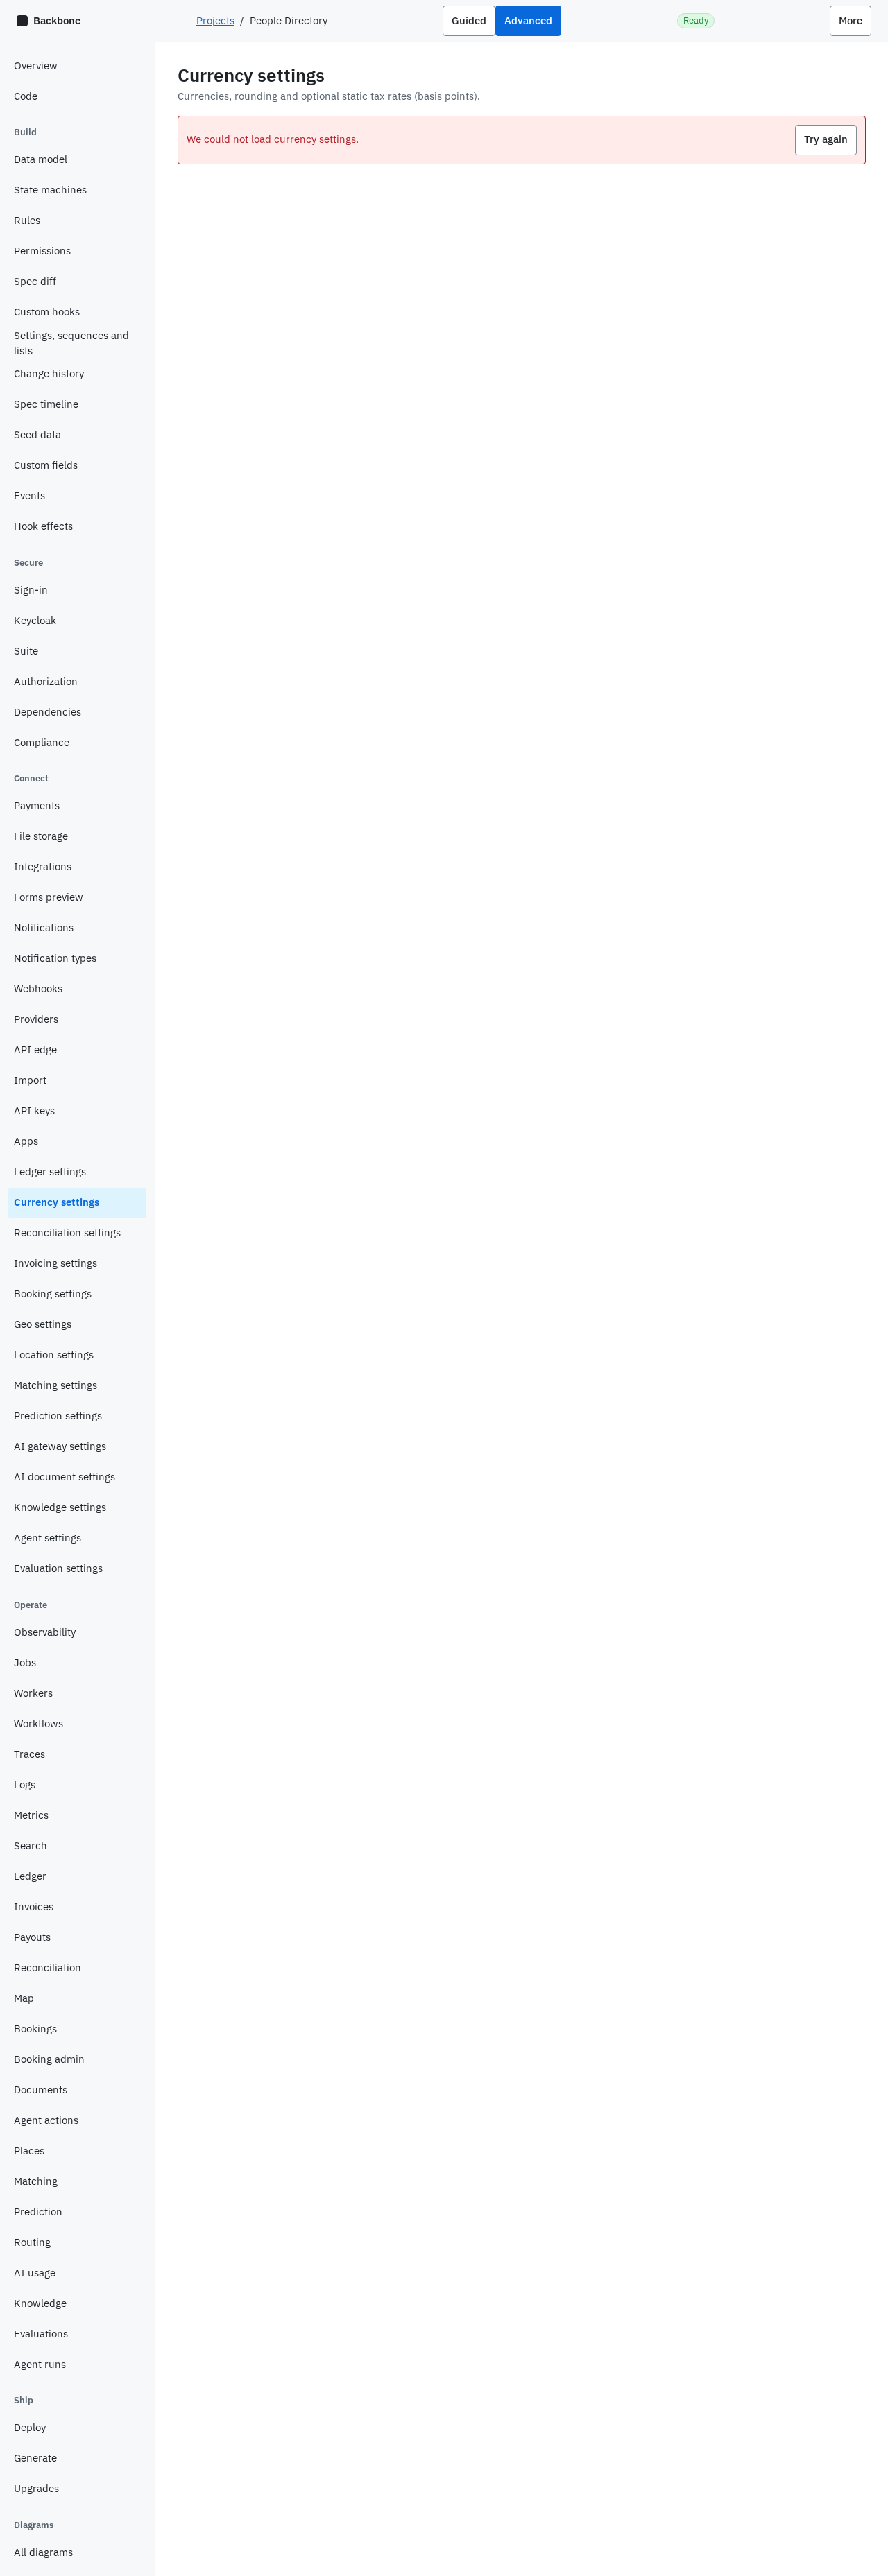 Backbone
Projects / People Directory
Guided
Advanced
Ready
More
Overview
Code
Build
Data model
State machines
Rules
Permissions
Spec diff
Custom hooks
Settings, sequences and
lists
Change history
Spec timeline
Seed data
Custom fields
Events
Hook effects
Secure
Sign-in
Keycloak
Suite
Authorization
Dependencies
Compliance
Connect
Payments
File storage
Integrations
Forms preview
Notifications
Notification types
Webhooks
Providers
API edge
Import
API keys
Apps
Ledger settings
Currency settings
Reconciliation settings
Invoicing settings
Booking settings
Geo settings
Location settings
Matching settings
Prediction settings
AI gateway settings
AI document settings
Knowledge settings
Agent settings
Evaluation settings
Operate
Observability
Jobs
Workers
Workflows
Traces
Logs
Metrics
Search
Ledger
Invoices
Payouts
Reconciliation
Map
Bookings
Booking admin
Documents
Agent actions
Places
Matching
Prediction
Routing
AI usage
Knowledge
Evaluations
Agent runs
Ship
Deploy
Generate
Upgrades
Diagrams
All diagrams
Currency settings
Currencies, rounding and optional static tax rates (basis points).
We could not load currency settings.
Try again